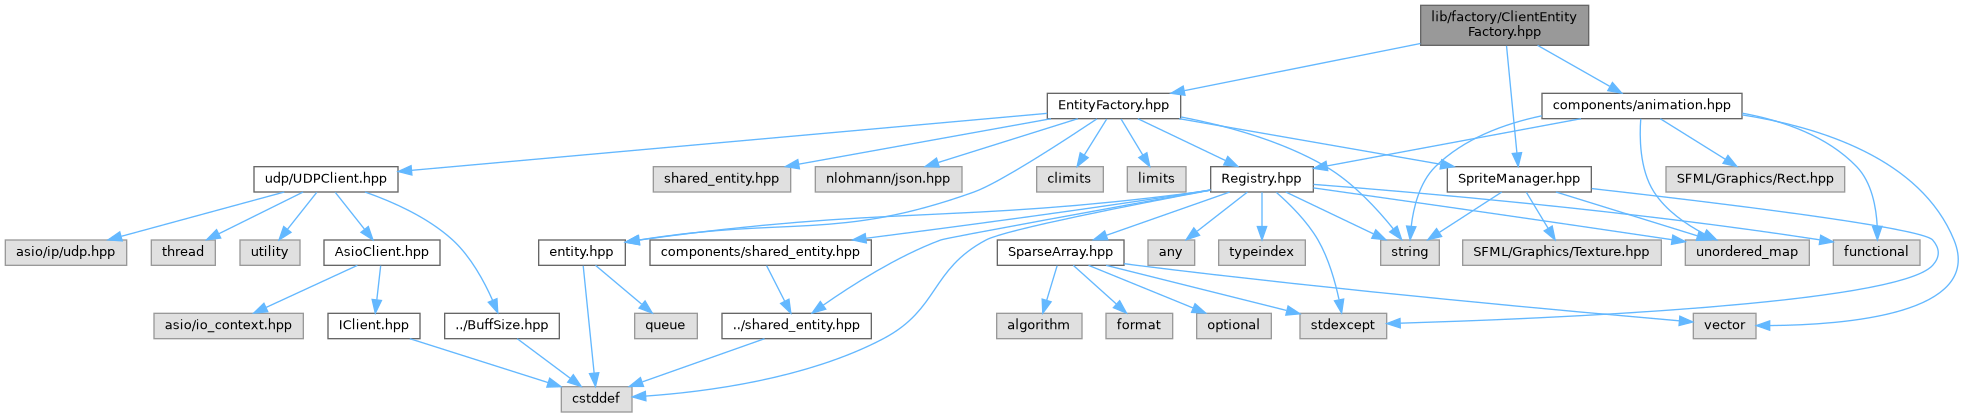 lib/factory/ClientEntity
Factory.hpp
EntityFactory.hpp
components/animation.hpp
udp/UDPClient.hpp
shared_entity.hpp
nlohmann/json.hpp
climits
limits
Registry.hpp
SpriteManager.hpp
SFML/Graphics/Rect.hpp
asio/ip/udp.hpp
thread
utility
AsioClient.hpp
entity.hpp
components/shared_entity.hpp
SparseArray.hpp
any
typeindex
string
SFML/Graphics/Texture.hpp
unordered_map
functional
asio/io_context.hpp
IClient.hpp
../BuffSize.hpp
queue
../shared_entity.hpp
algorithm
format
optional
stdexcept
vector
cstddef